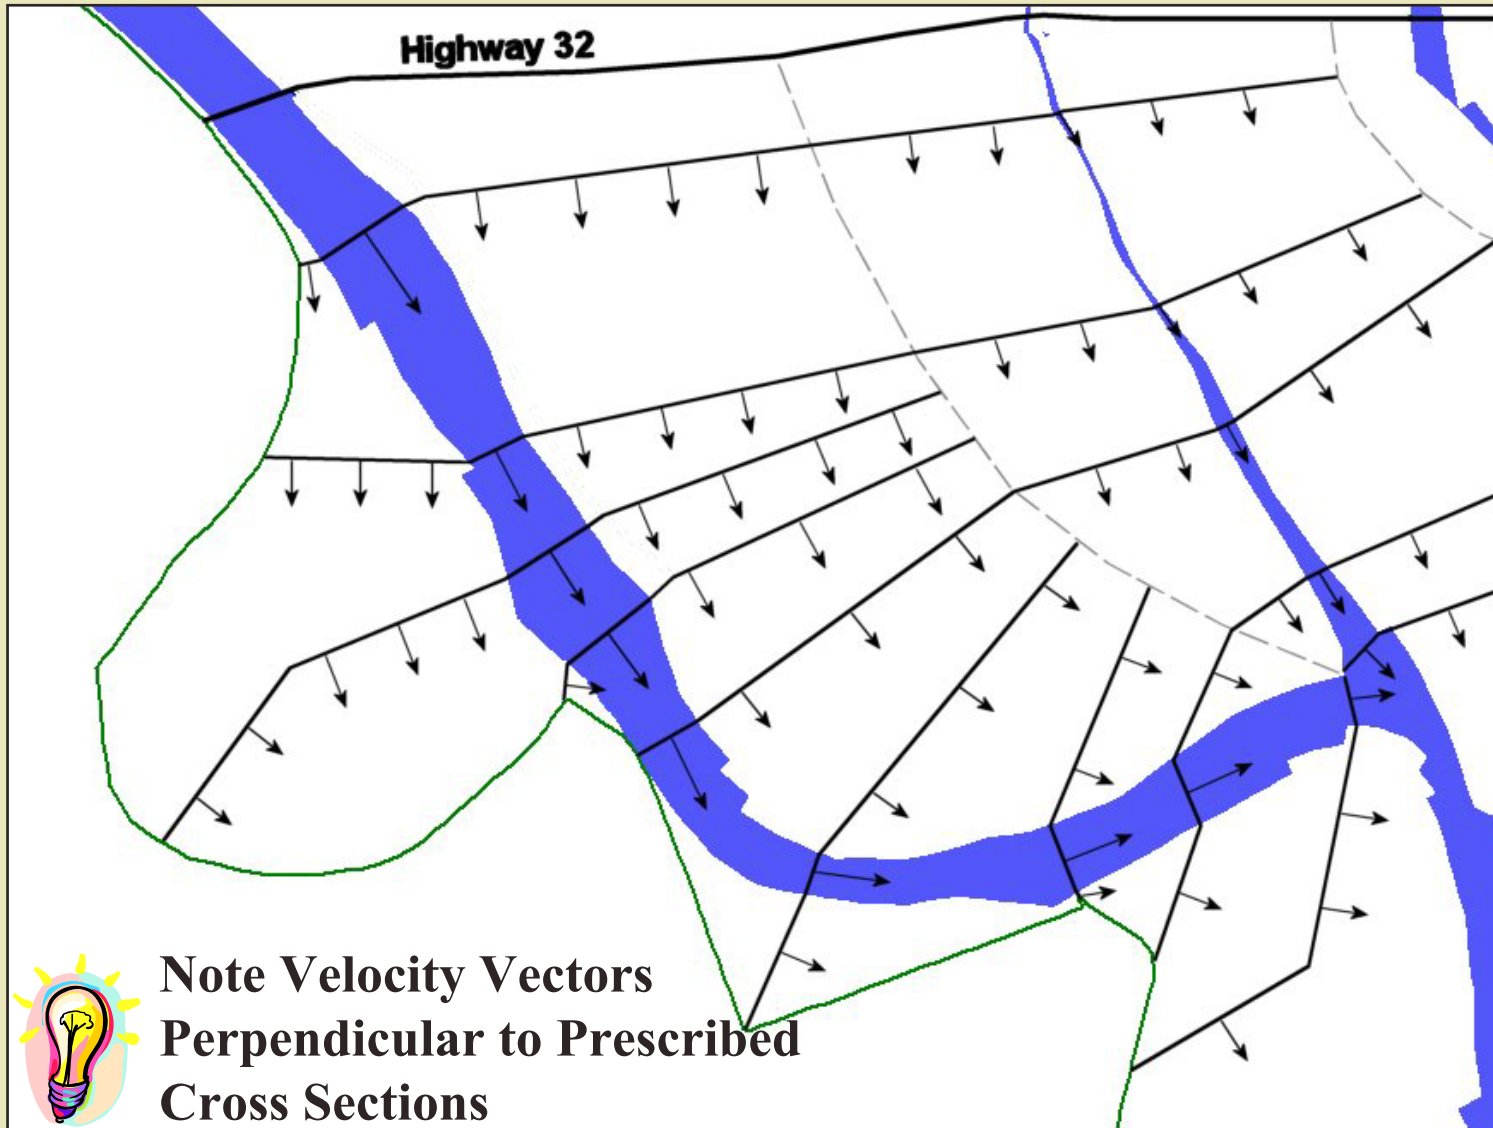 Highway 32
Note Velocity Vectors
Perpendicular to Prescribed
Cross Sections